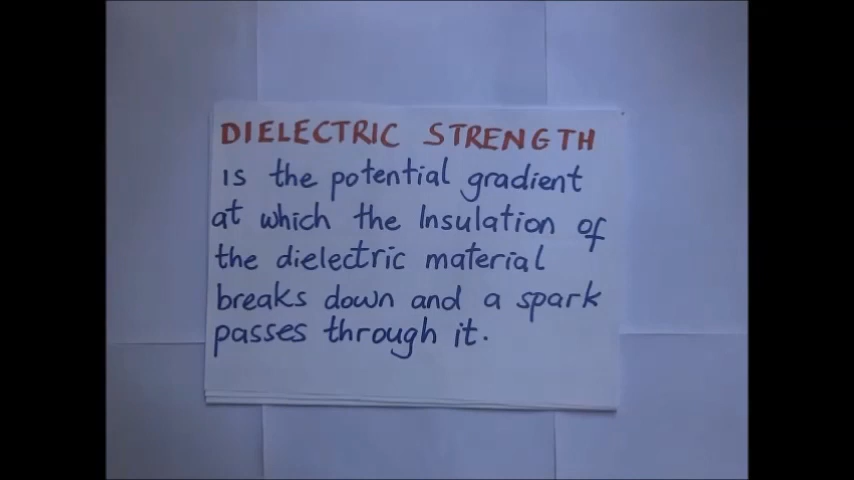 DIELECTRIC STRENGTH
is the potential gradient
at which the Insulation of
the dielectric material
breaks down and a spark
passes through it.